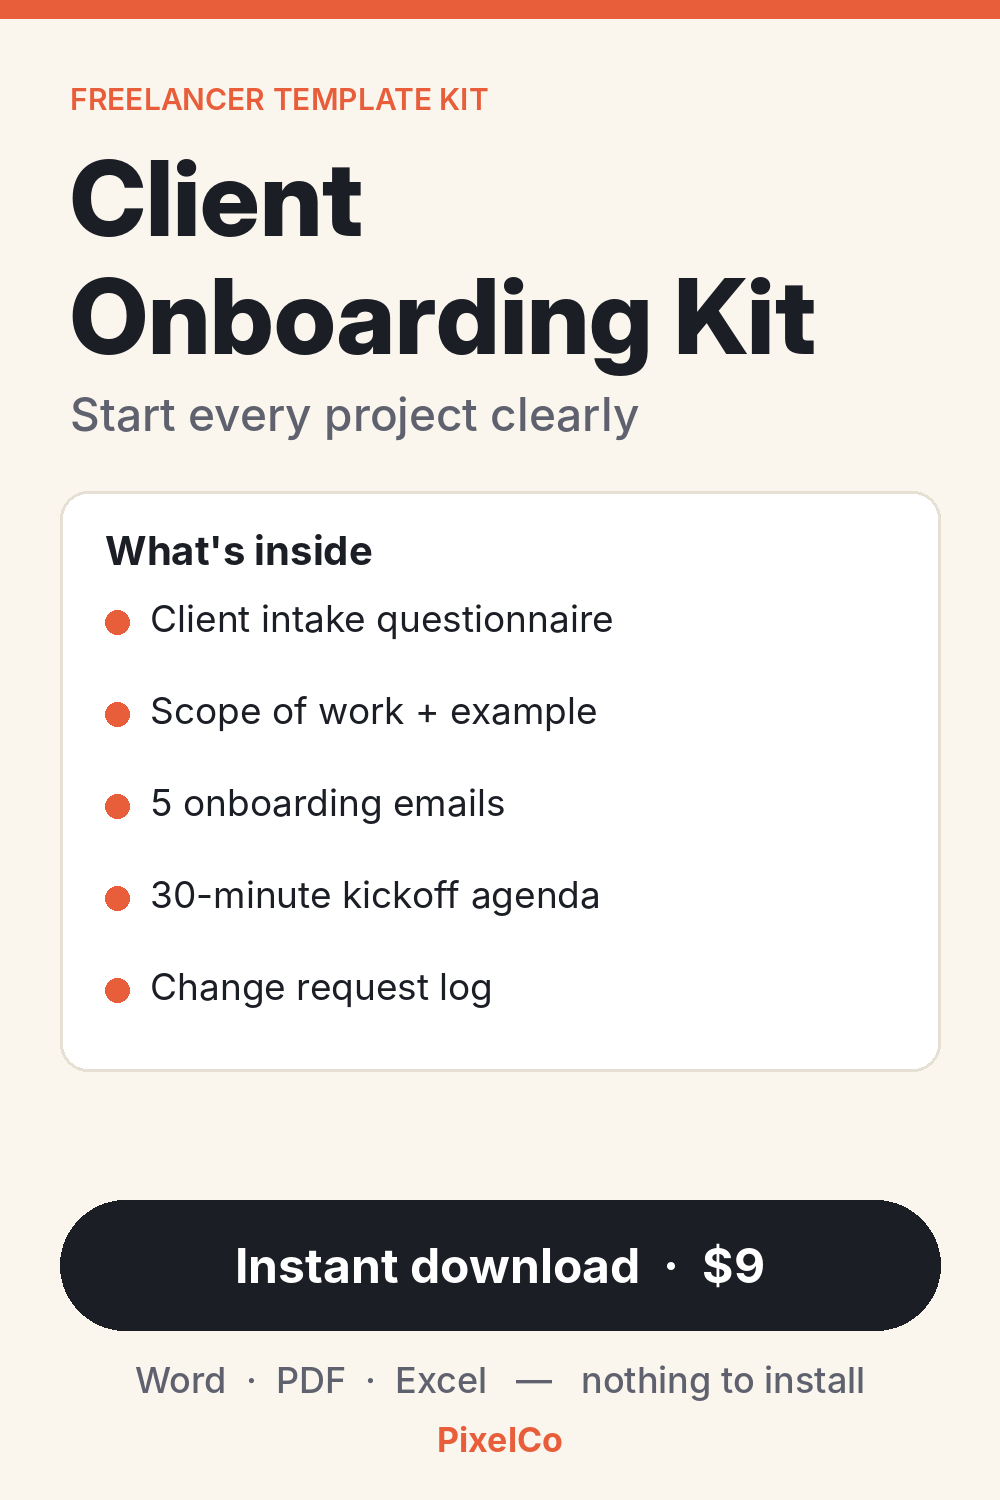 FREELANCER TEMPLATE KIT
Client
Onboarding Kit
Start every project clearly
What's inside
Client intake questionnaire
Scope of work + example
5 onboarding emails
30-minute kickoff agenda
Change request log
Instant download · $9
Word · PDF · Excel — nothing to install
PixelCo